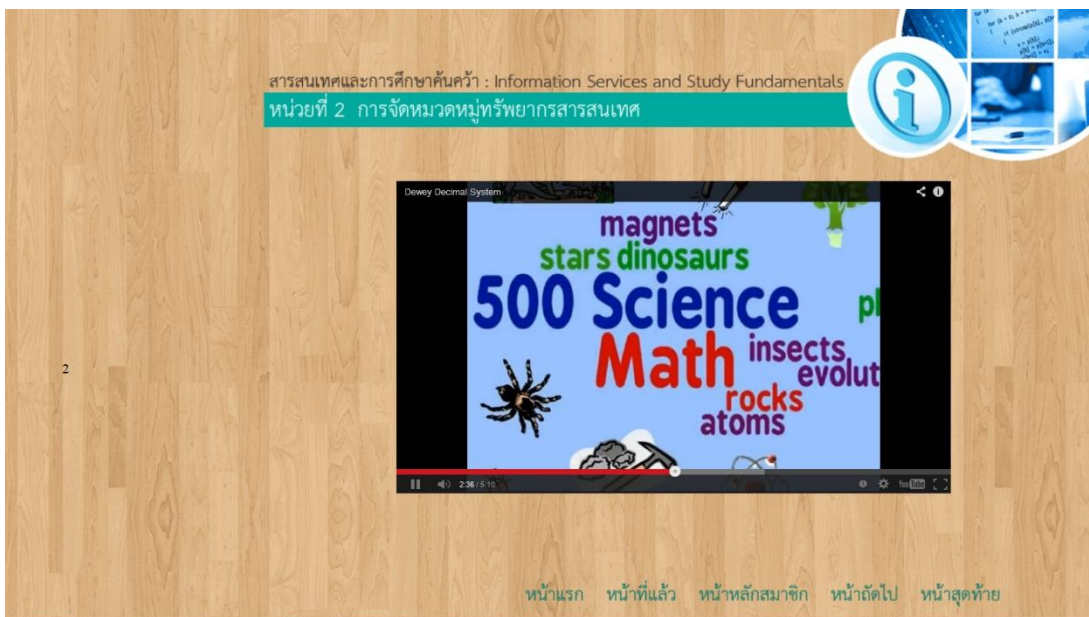 สารสนเทศและการศึกษาค้นคว้า : Information Services and Study Fundamentals
หน่วยที่ 2 การจัดหมวดหมู่ทรัพยากรสารสนเทศ
Dewey Decimal System
magnets
stars dinosaurs
500 Science
pl
Math
insects
evolut
rocks
atoms
2
2:36 / 5:10
YouTube
หน้าแรก หน้าที่แล้ว หน้าหลักสมาชิก หน้าถัดไป หน้าสุดท้าย